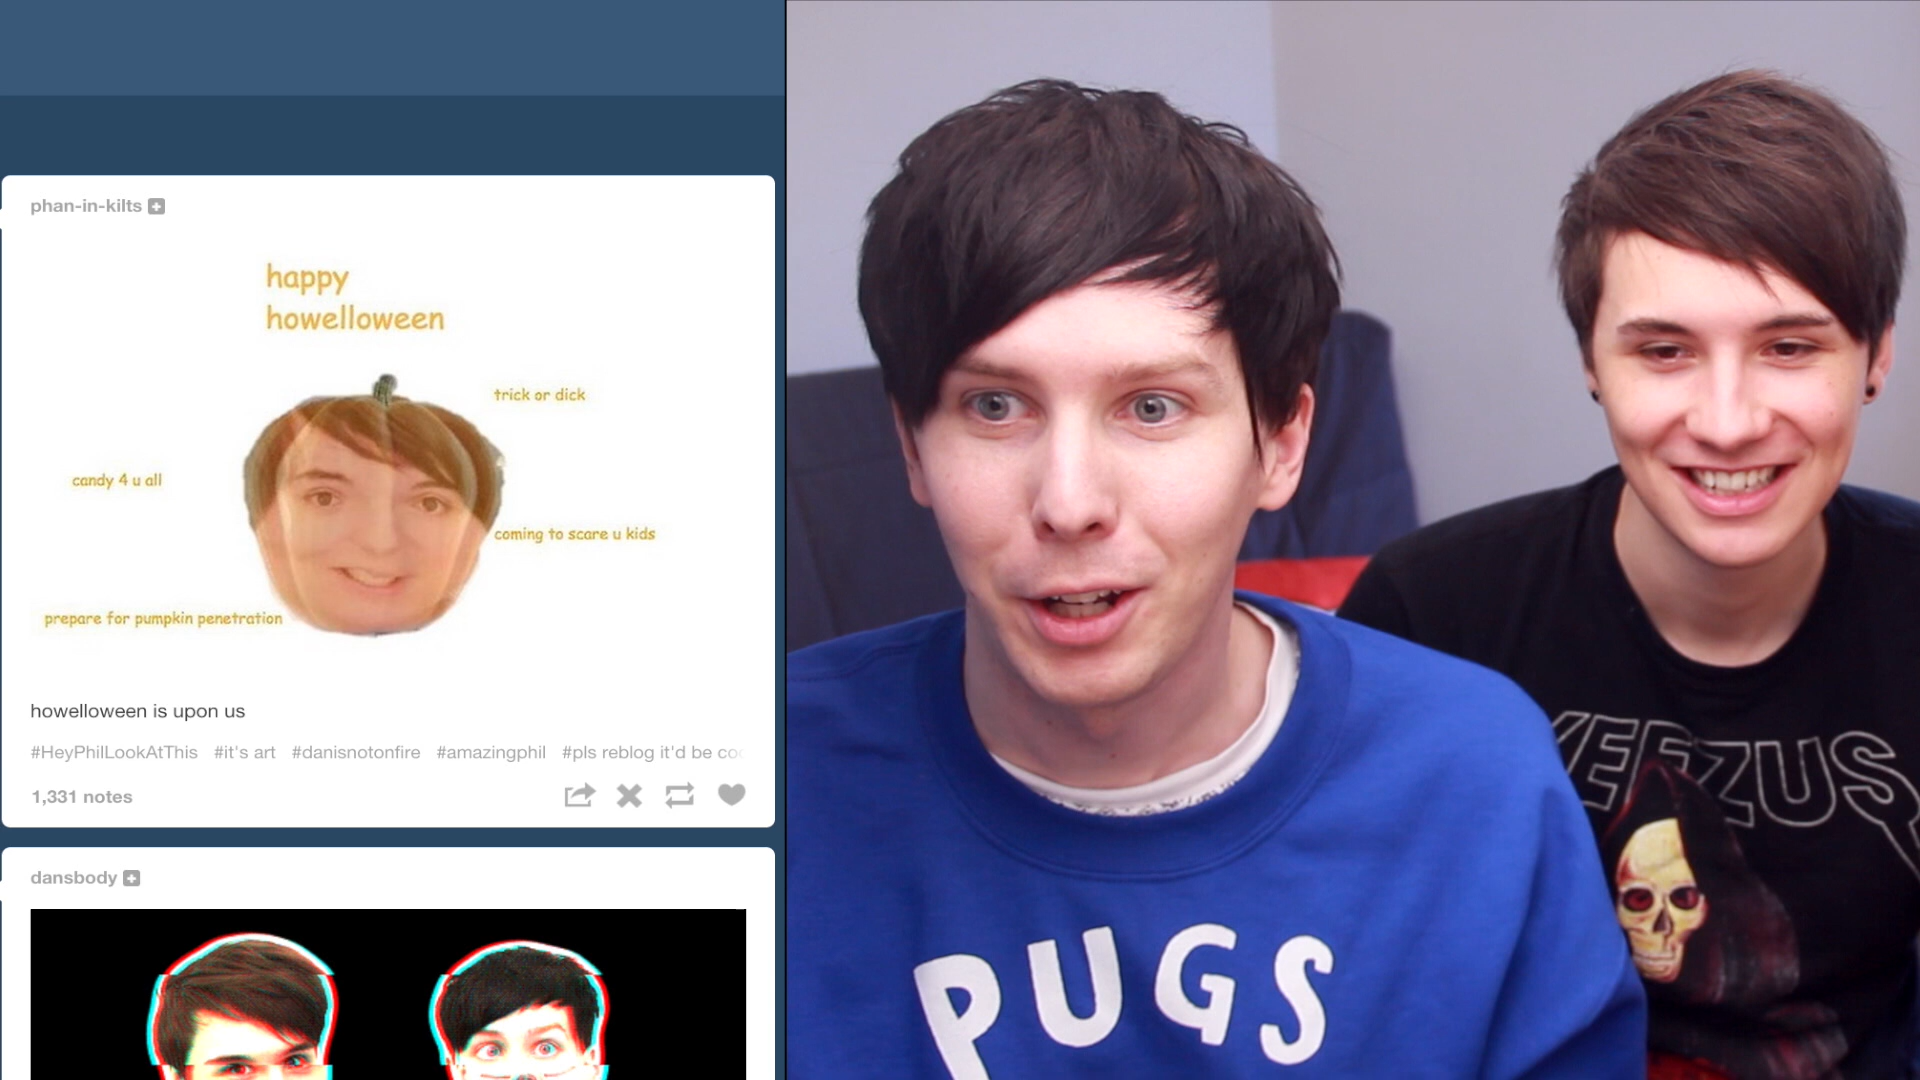 phan-in-kilts
happy
howelloween
trick or dick
candy 4 u all
coming to scare u kids
prepare for pumpkin penetration
howelloween is upon us
#HeyPhilLookAtThis #it's art #danisnotonfire #amazingphil #pls reblog it'd be
1,331 notes
dansbody
PUGS
YEEZUS